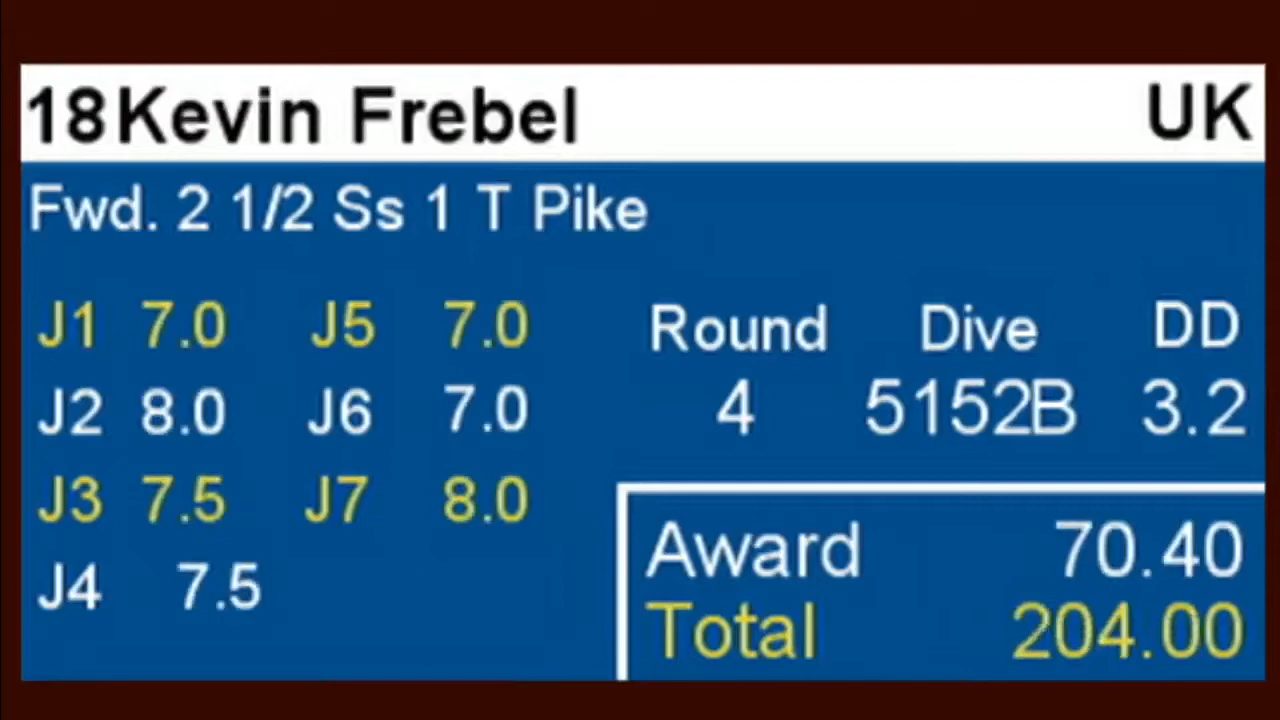 18 Kevin Frebel UK
Fwd. 2 1/2 Ss 1 T Pike
J1 7.0 J5 7.0 Round Dive DD
J2 8.0 J6 7.0 4 5152B 3.2
J3 7.5 J7 8.0
J4 7.5
Award 70.40
Total 204.00